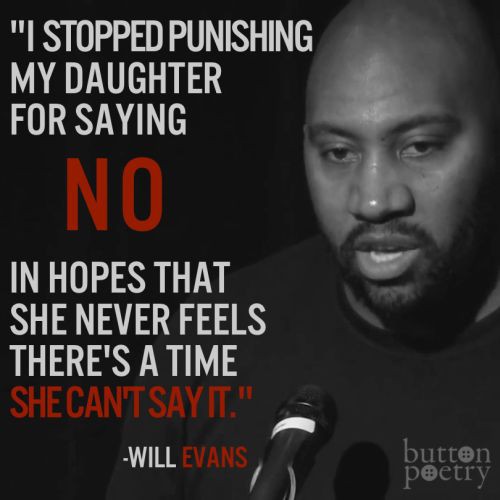 "I STOPPED PUNISHING
MY DAUGHTER
FOR SAYING
NO
IN HOPES THAT
SHE NEVER FEELS
THERE'S A TIME
SHE CAN'T SAY IT."
-WILL EVANS
button
poetry